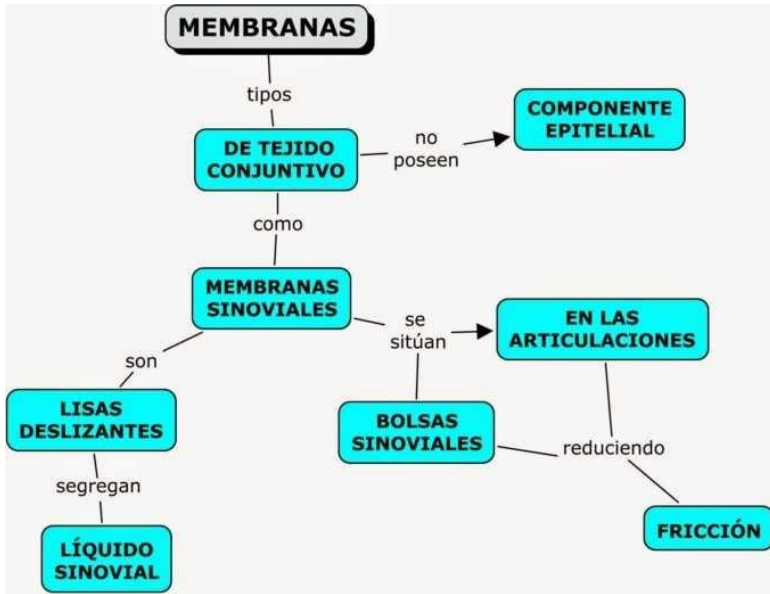 MEMBRANAS
tipos
DE TEJIDO
CONJUNTIVO
no
poseen
COMPONENTE
EPITELIAL
como
MEMBRANAS
SINOVIALES
se
sitúan
EN LAS
ARTICULACIONES
son
LISAS
DESLIZANTES
BOLSAS
SINOVIALES
reduciendo
segregan
LÍQUIDO
SINOVIAL
FRICCIÓN